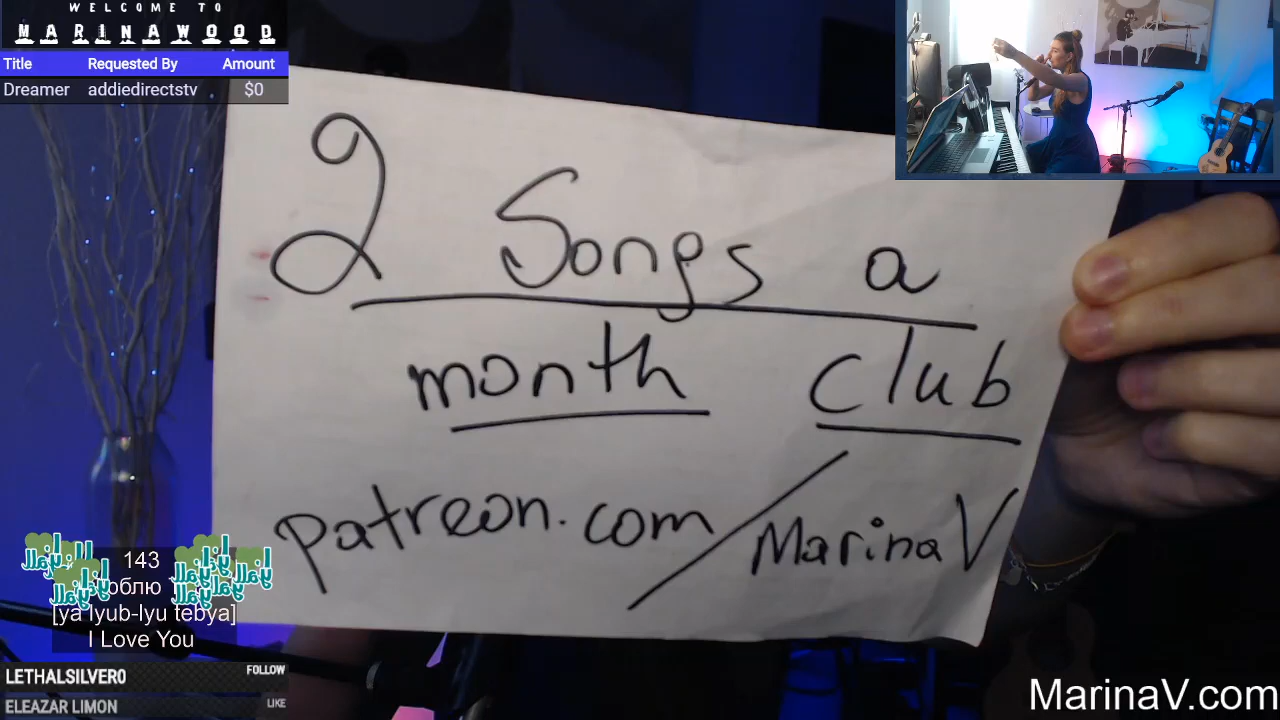 WELCOME TO
MARINAWOOD
Title Requested By Amount
Dreamer addiedirectstv $0
2 Songs a
month club
patreon.com/MarinaV
143
[ya lyub-lyu tebya]
I Love You
LETHALSILVER0 FOLLOW
ELEAZAR LIMON LIKE
MarinaV.com